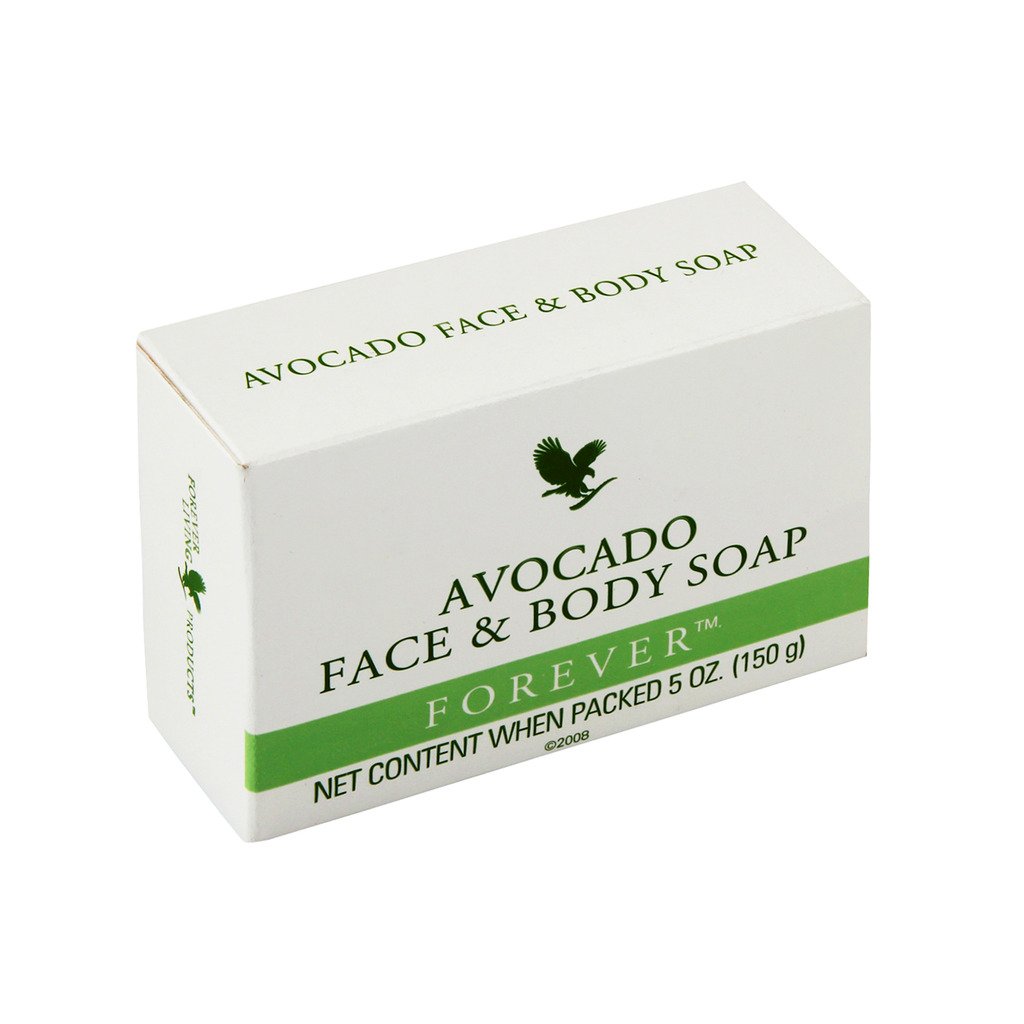 AVOCADO FACE & BODY SOAP
AVOCADO
FACE & BODY SOAP
FOREVER™
NET CONTENT WHEN PACKED 5 OZ. (150 g)
©2008
FOREVER
LIVING PRODUCTS®